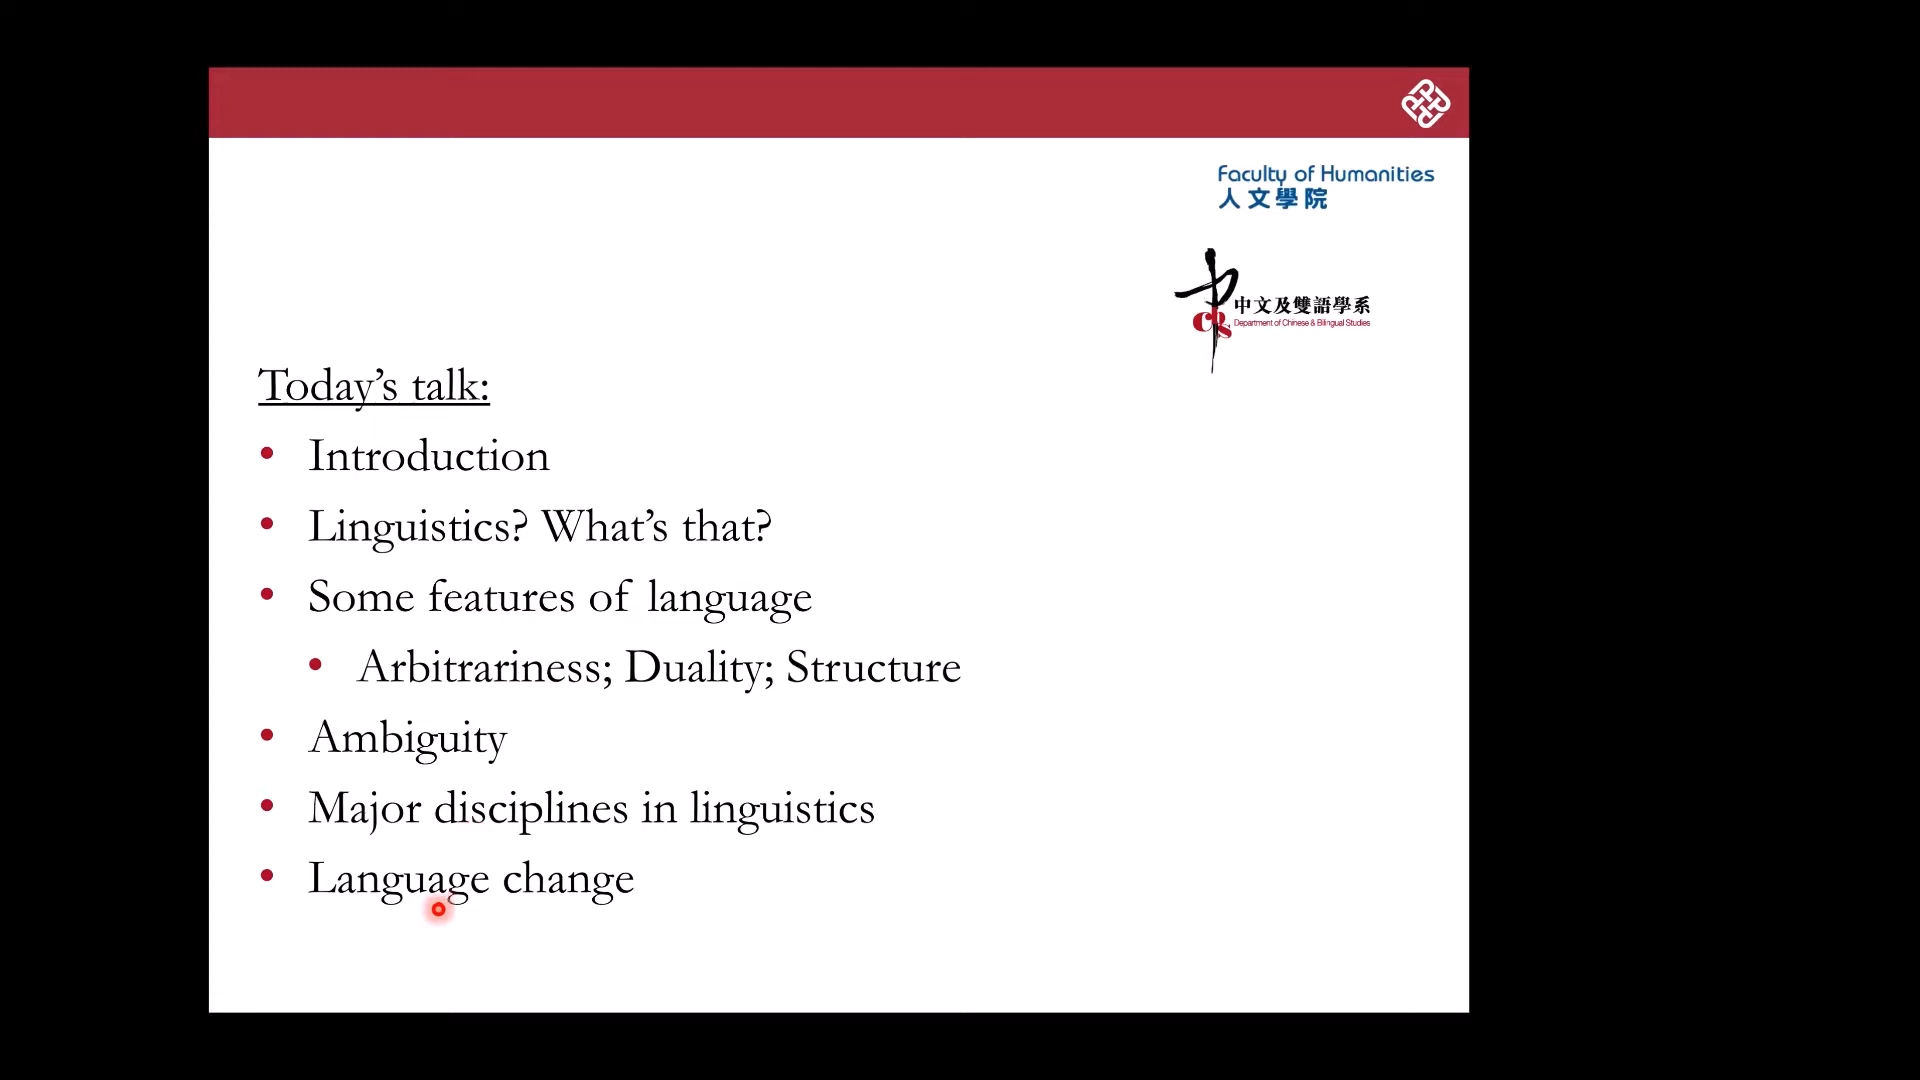 Faculty of Humanities
人文學院
中文及雙語學系
Department of Chinese & Bilingual Studies
Today’s talk:
• Introduction
• Linguistics? What’s that?
• Some features of language
• Arbitrariness; Duality; Structure
• Ambiguity
• Major disciplines in linguistics
• Language change